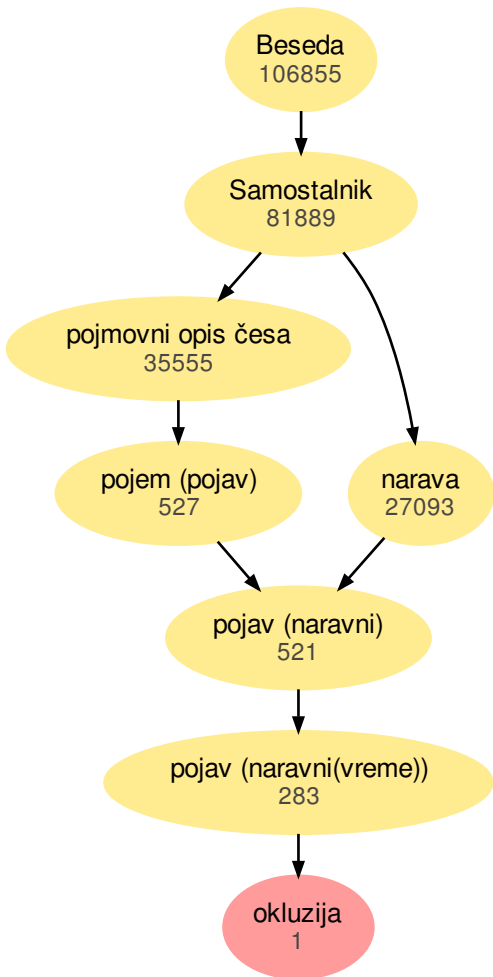 Beseda
106855
Samostalnik
81889
pojmovni opis česa
35555
pojem (pojav)
527
narava
27093
pojav (naravni)
521
pojav (naravni(vreme))
283
okluzija
1